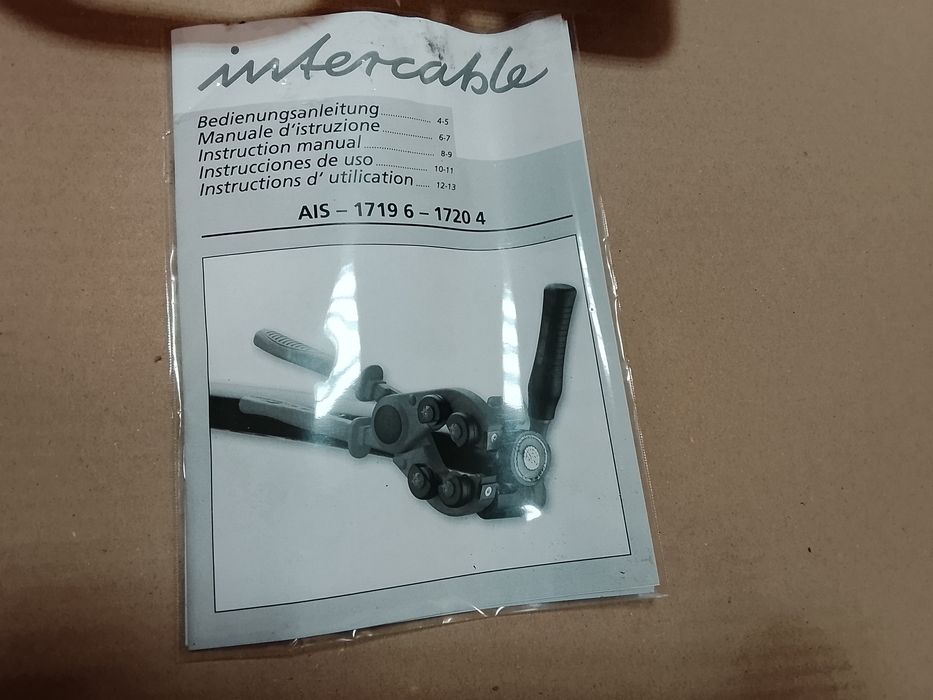 intercable
Bedienungsanleitung.................. 4-5
Manuale d'istruzione.................. 6-7
Instruction manual.................. 8-9
Instrucciones de uso.................. 10-11
Instructions d' utilication..... 12-13
AIS – 1719 6 – 1720 4